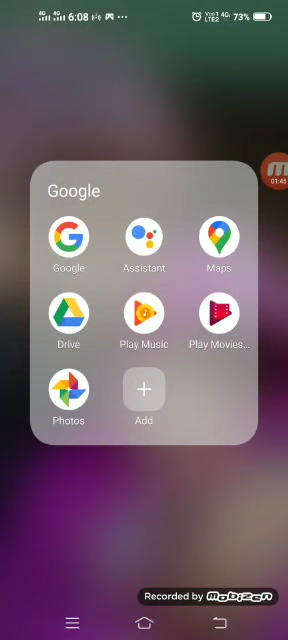 4G 4G 6:08 VoLTE2 4G 73%
Google
01:45
Google Assistant Maps
Drive Play Music Play Movies...
Photos Add
Recorded by mobizen